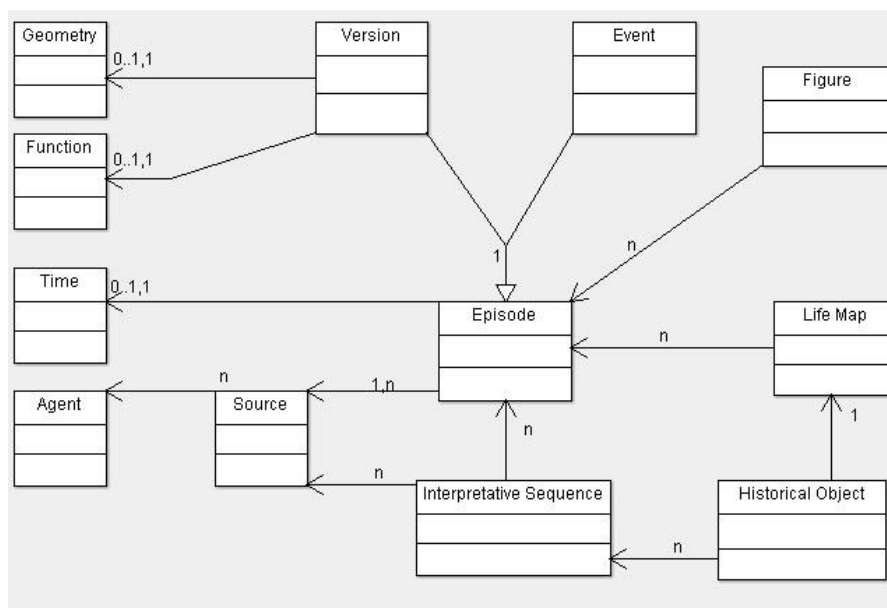 Geometry
Version
Event
Figure
0..1,1
Function
0..1,1
n
1
Time
0..1,1
Episode
Life Map
n
n
1,n
Agent
Source
1
n
n
Interpretative Sequence
Historical Object
n